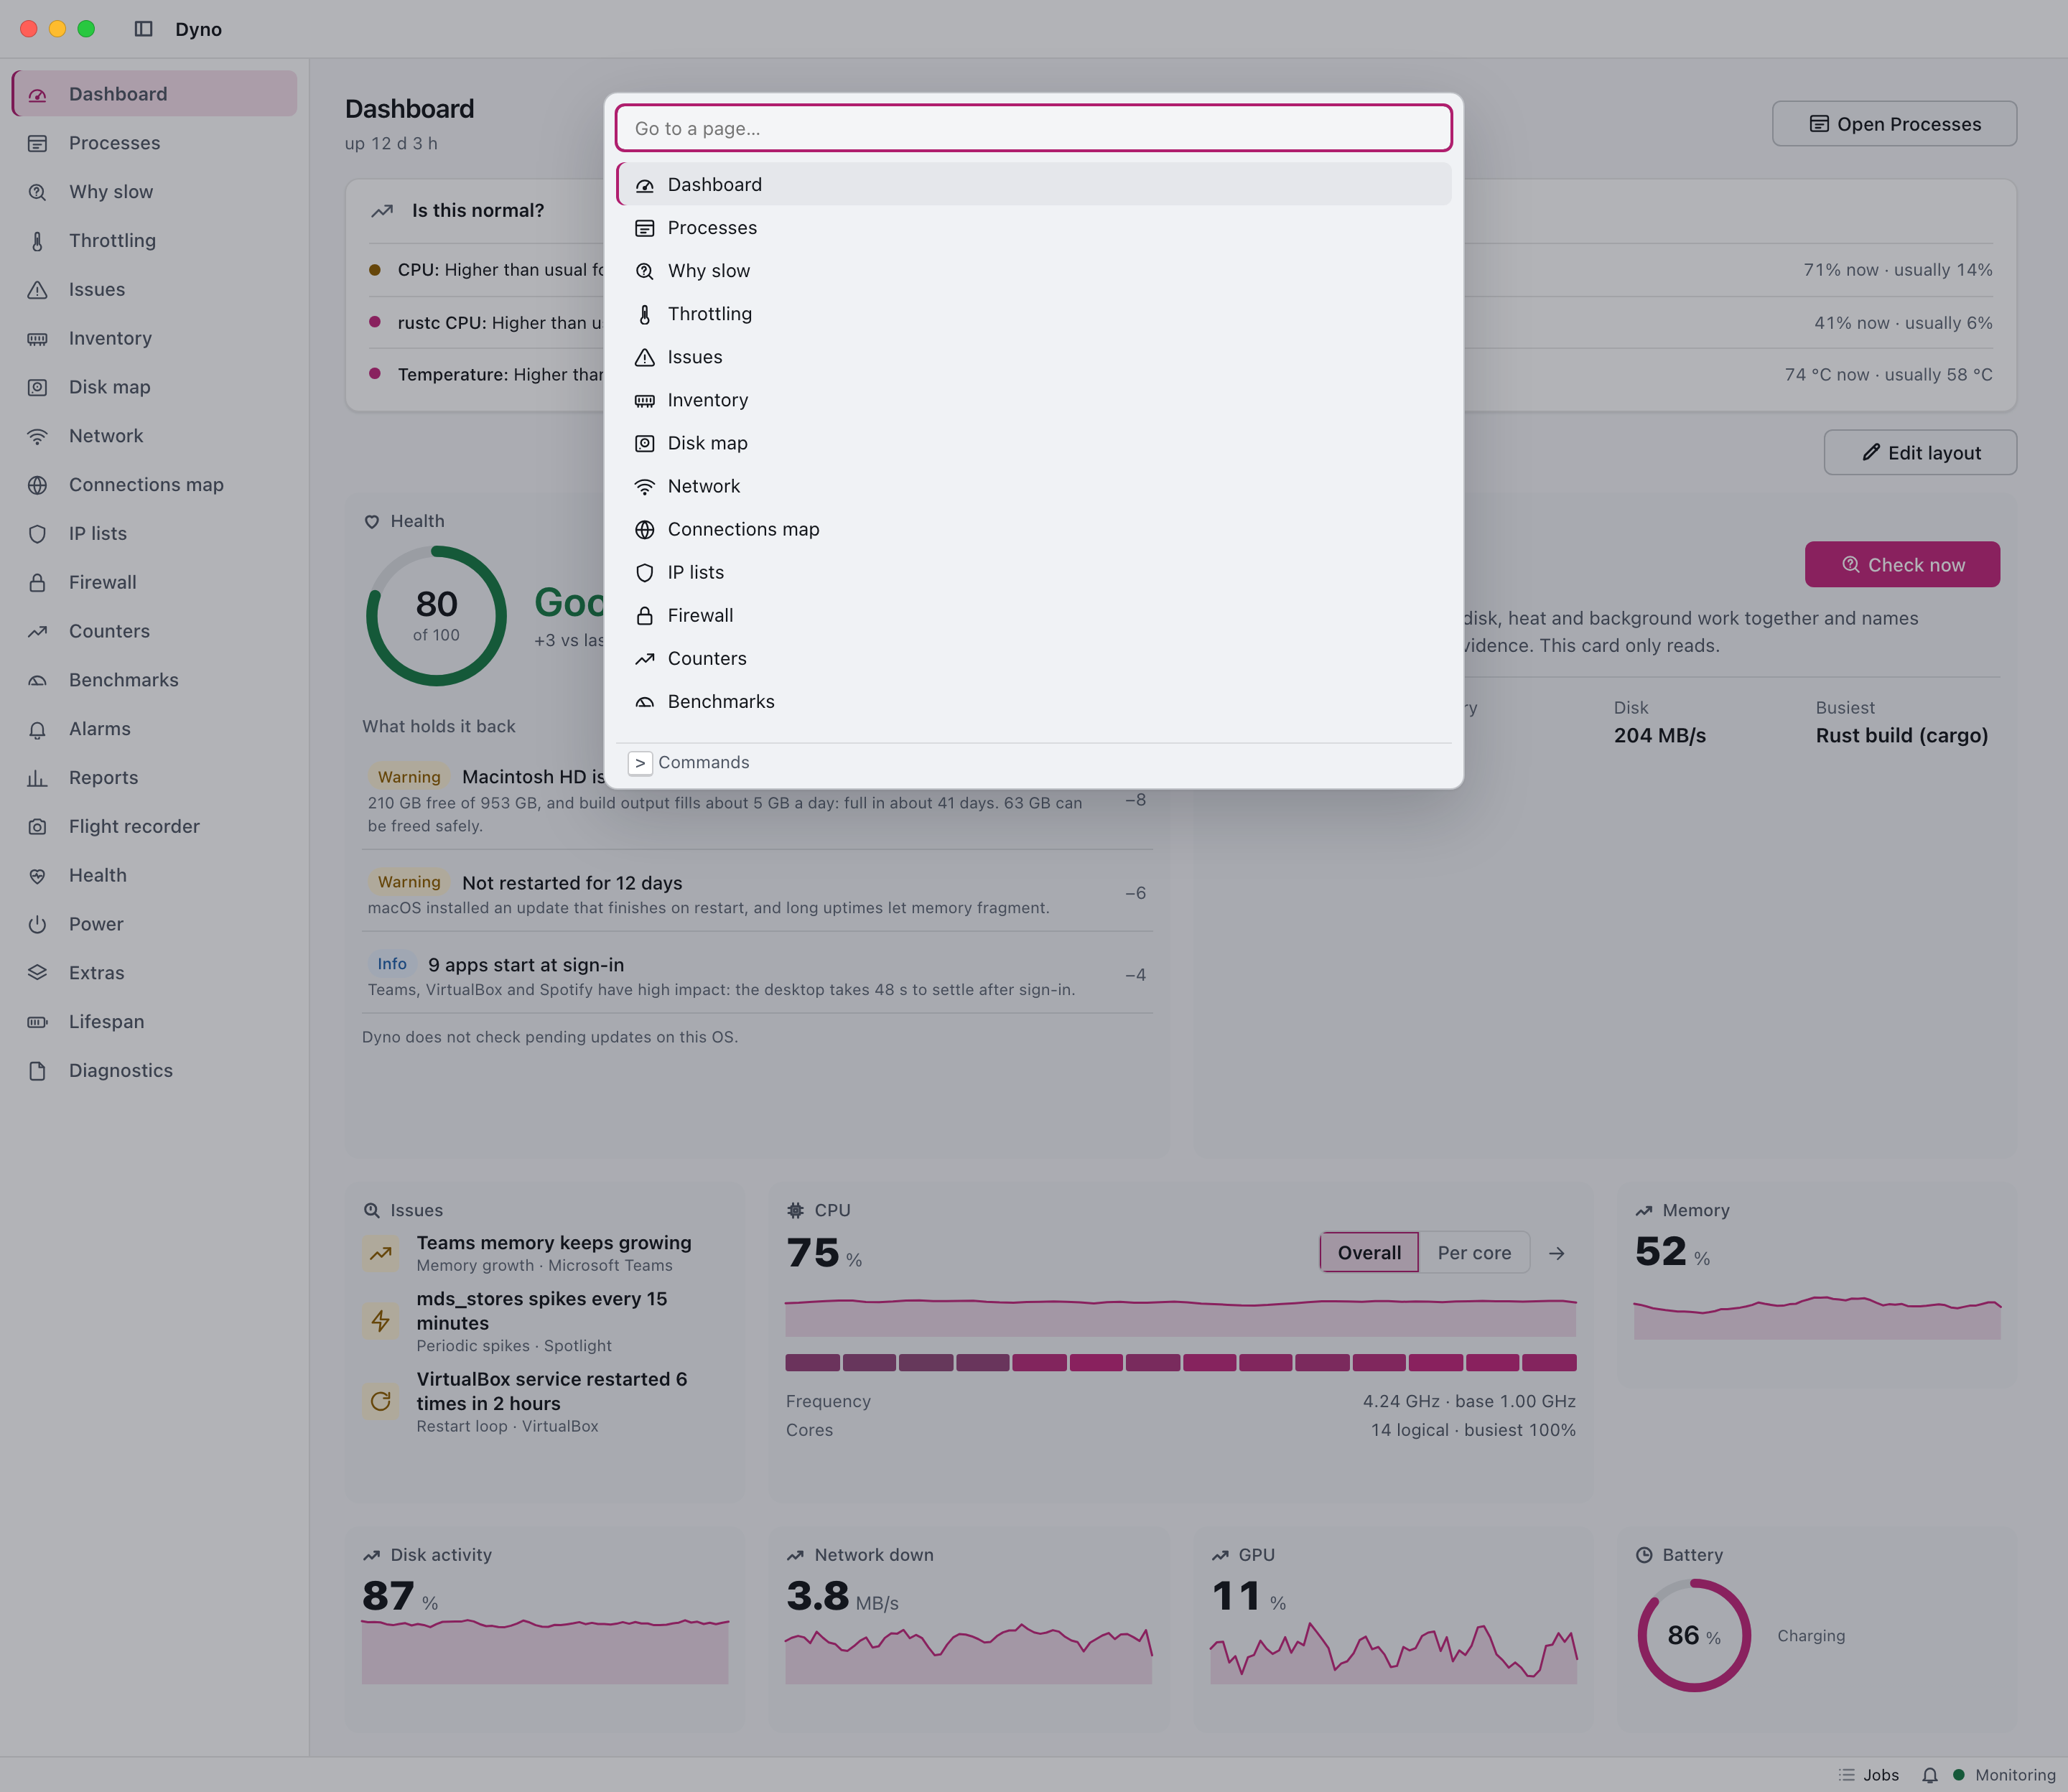 Dyno
Dashboard
Processes
Why slow
Throttling
Issues
Inventory
Disk map
Network
Connections map
IP lists
Firewall
Counters
Benchmarks
Alarms
Reports
Flight recorder
Health
Power
Extras
Lifespan
Diagnostics
Dashboard
up 12 d 3 h
Open Processes
Is this normal?
CPU: Higher than usual
71% now · usually 14%
rustc CPU: Higher than
41% now · usually 6%
Temperature: Higher
74 °C now · usually 58 °C
Edit layout
Go to a page...
Dashboard
Processes
Why slow
Throttling
Issues
Inventory
Disk map
Network
Connections map
IP lists
Firewall
Counters
Benchmarks
> Commands
Health
80
of 100
+3 vs
What holds it back
Warning Macintosh HD is
210 GB free of 953 GB, and build output fills about 5 GB a day: full in about 41 days. 63 GB can
be freed safely.
–8
Warning Not restarted for 12 days
macOS installed an update that finishes on restart, and long uptimes let memory fragment.
–6
Info 9 apps start at sign-in
Teams, VirtualBox and Spotify have high impact: the desktop takes 48 s to settle after sign-in.
–4
Dyno does not check pending updates on this OS.
Check now
disk, heat and background work together and names
This card only reads.
Disk
204 MB/s
Busiest
Rust build (cargo)
Issues
Teams memory keeps growing
Memory growth · Microsoft Teams
mds_stores spikes every 15
minutes
Periodic spikes · Spotlight
VirtualBox service restarted 6
times in 2 hours
Restart loop · VirtualBox
CPU
75 %
Overall
Per core
Frequency
4.24 GHz · base 1.00 GHz
Cores
14 logical · busiest 100%
Memory
52 %
Disk activity
87 %
Network down
3.8 MB/s
GPU
11 %
Battery
86 %
Charging
Jobs
Monitoring